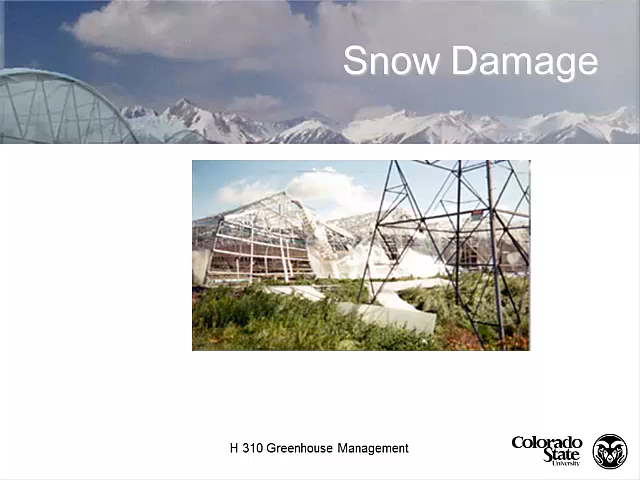 Snow Damage
H 310 Greenhouse Management
Colorado
State
University